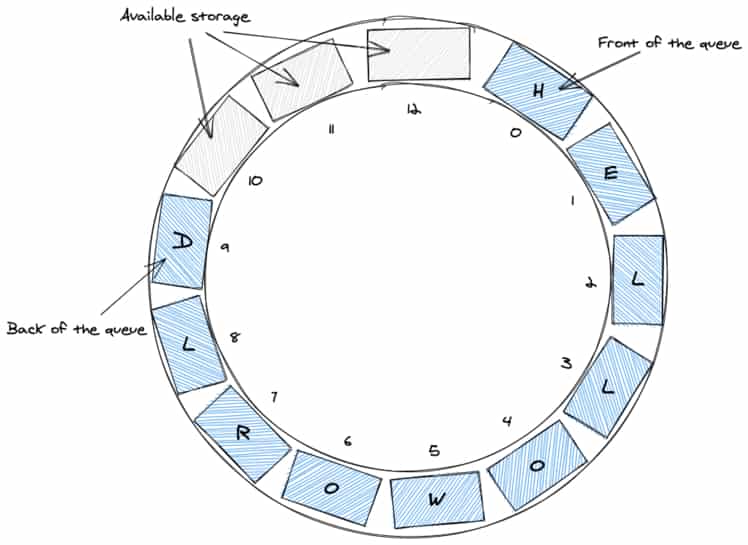 Available storage
Front of the queue
H
E
L
L
O
W
O
R
L
D
0
1
2
3
4
5
6
7
8
9
10
11
12
Back of the queue